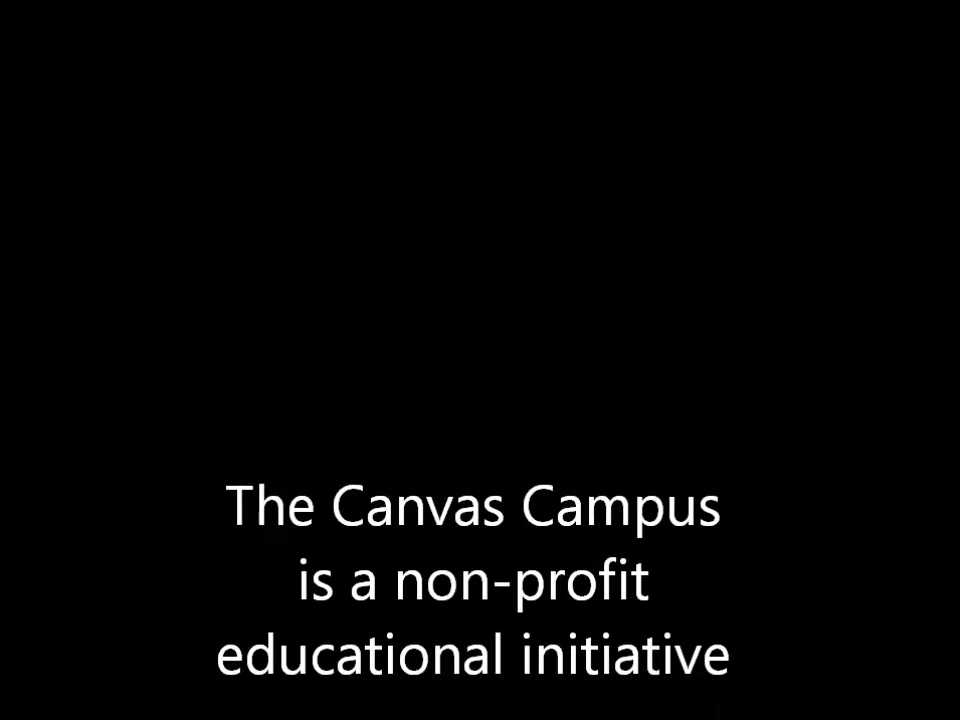 The Canvas Campus
is a non-profit
educational initiative